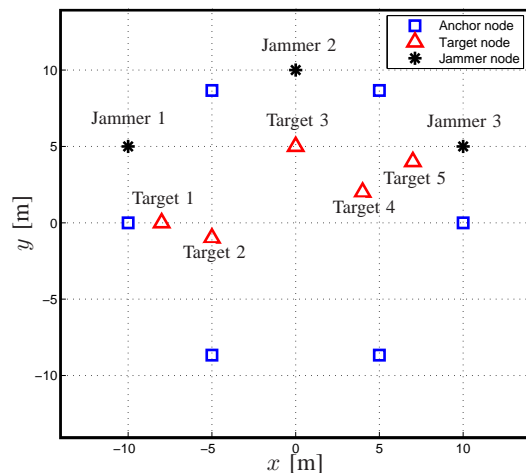 Anchor node
Target node
Jammer node
Jammer 2
Jammer 1
Target 3
Jammer 3
Target 5
Target 1
Target 4
Target 2
10
5
0
−5
−10
y [m]
−10 −5 0 5 10
x [m]